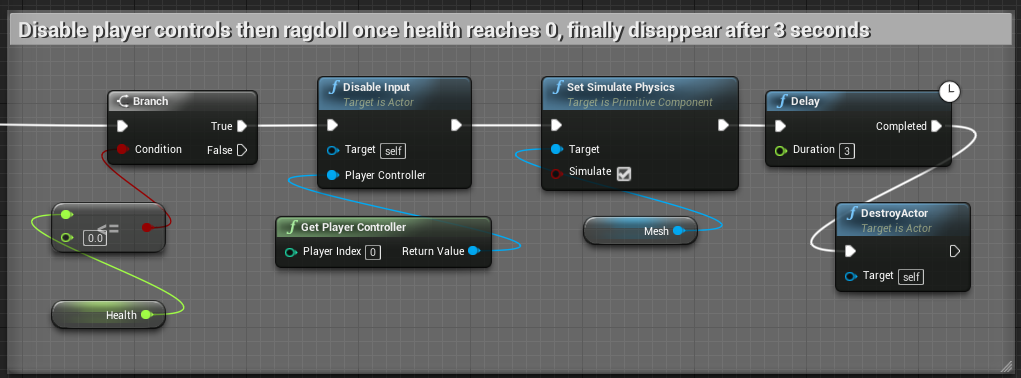 Disable player controls then ragdoll once health reaches 0, finally disappear after 3 seconds
Branch
True
Condition
False
<=
0.0
Health
Disable Input
Target is Actor
Target self
Player Controller
Get Player Controller
Player Index 0
Return Value
Set Simulate Physics
Target is Primitive Component
Target
Simulate
Mesh
Delay
Completed
Duration 3
DestroyActor
Target is Actor
Target self